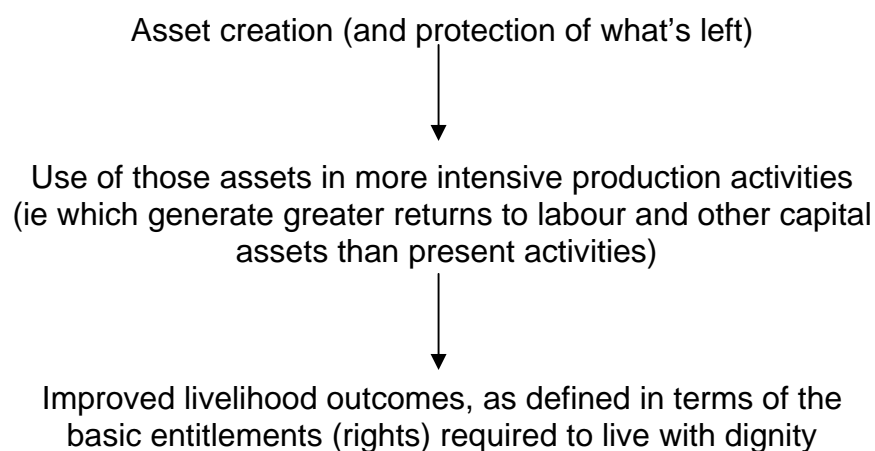 Asset creation (and protection of what’s left)
Use of those assets in more intensive production activities
(ie which generate greater returns to labour and other capital
assets than present activities)
Improved livelihood outcomes, as defined in terms of the
basic entitlements (rights) required to live with dignity